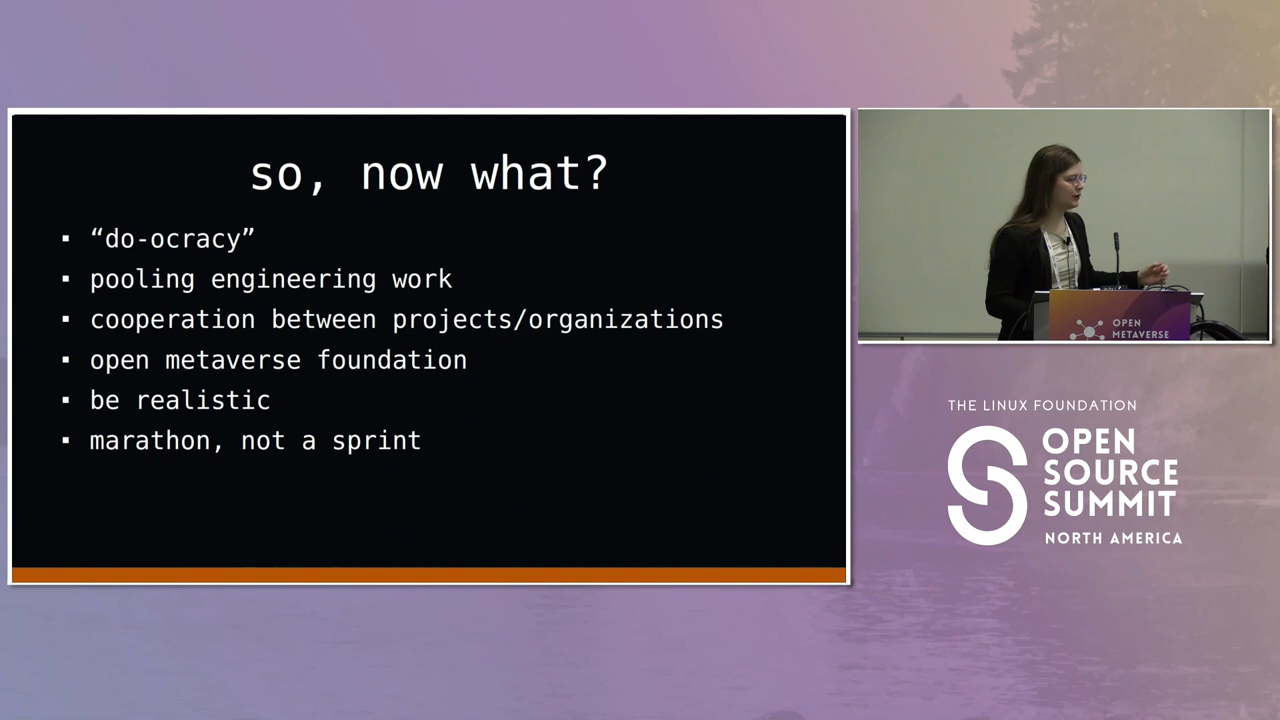 so, now what?
▪ “do-ocracy”
▪ pooling engineering work
▪ cooperation between projects/organizations
▪ open metaverse foundation
▪ be realistic
▪ marathon, not a sprint
OPEN
METAVERSE
THE LINUX FOUNDATION
OPEN
SOURCE
SUMMIT
NORTH AMERICA